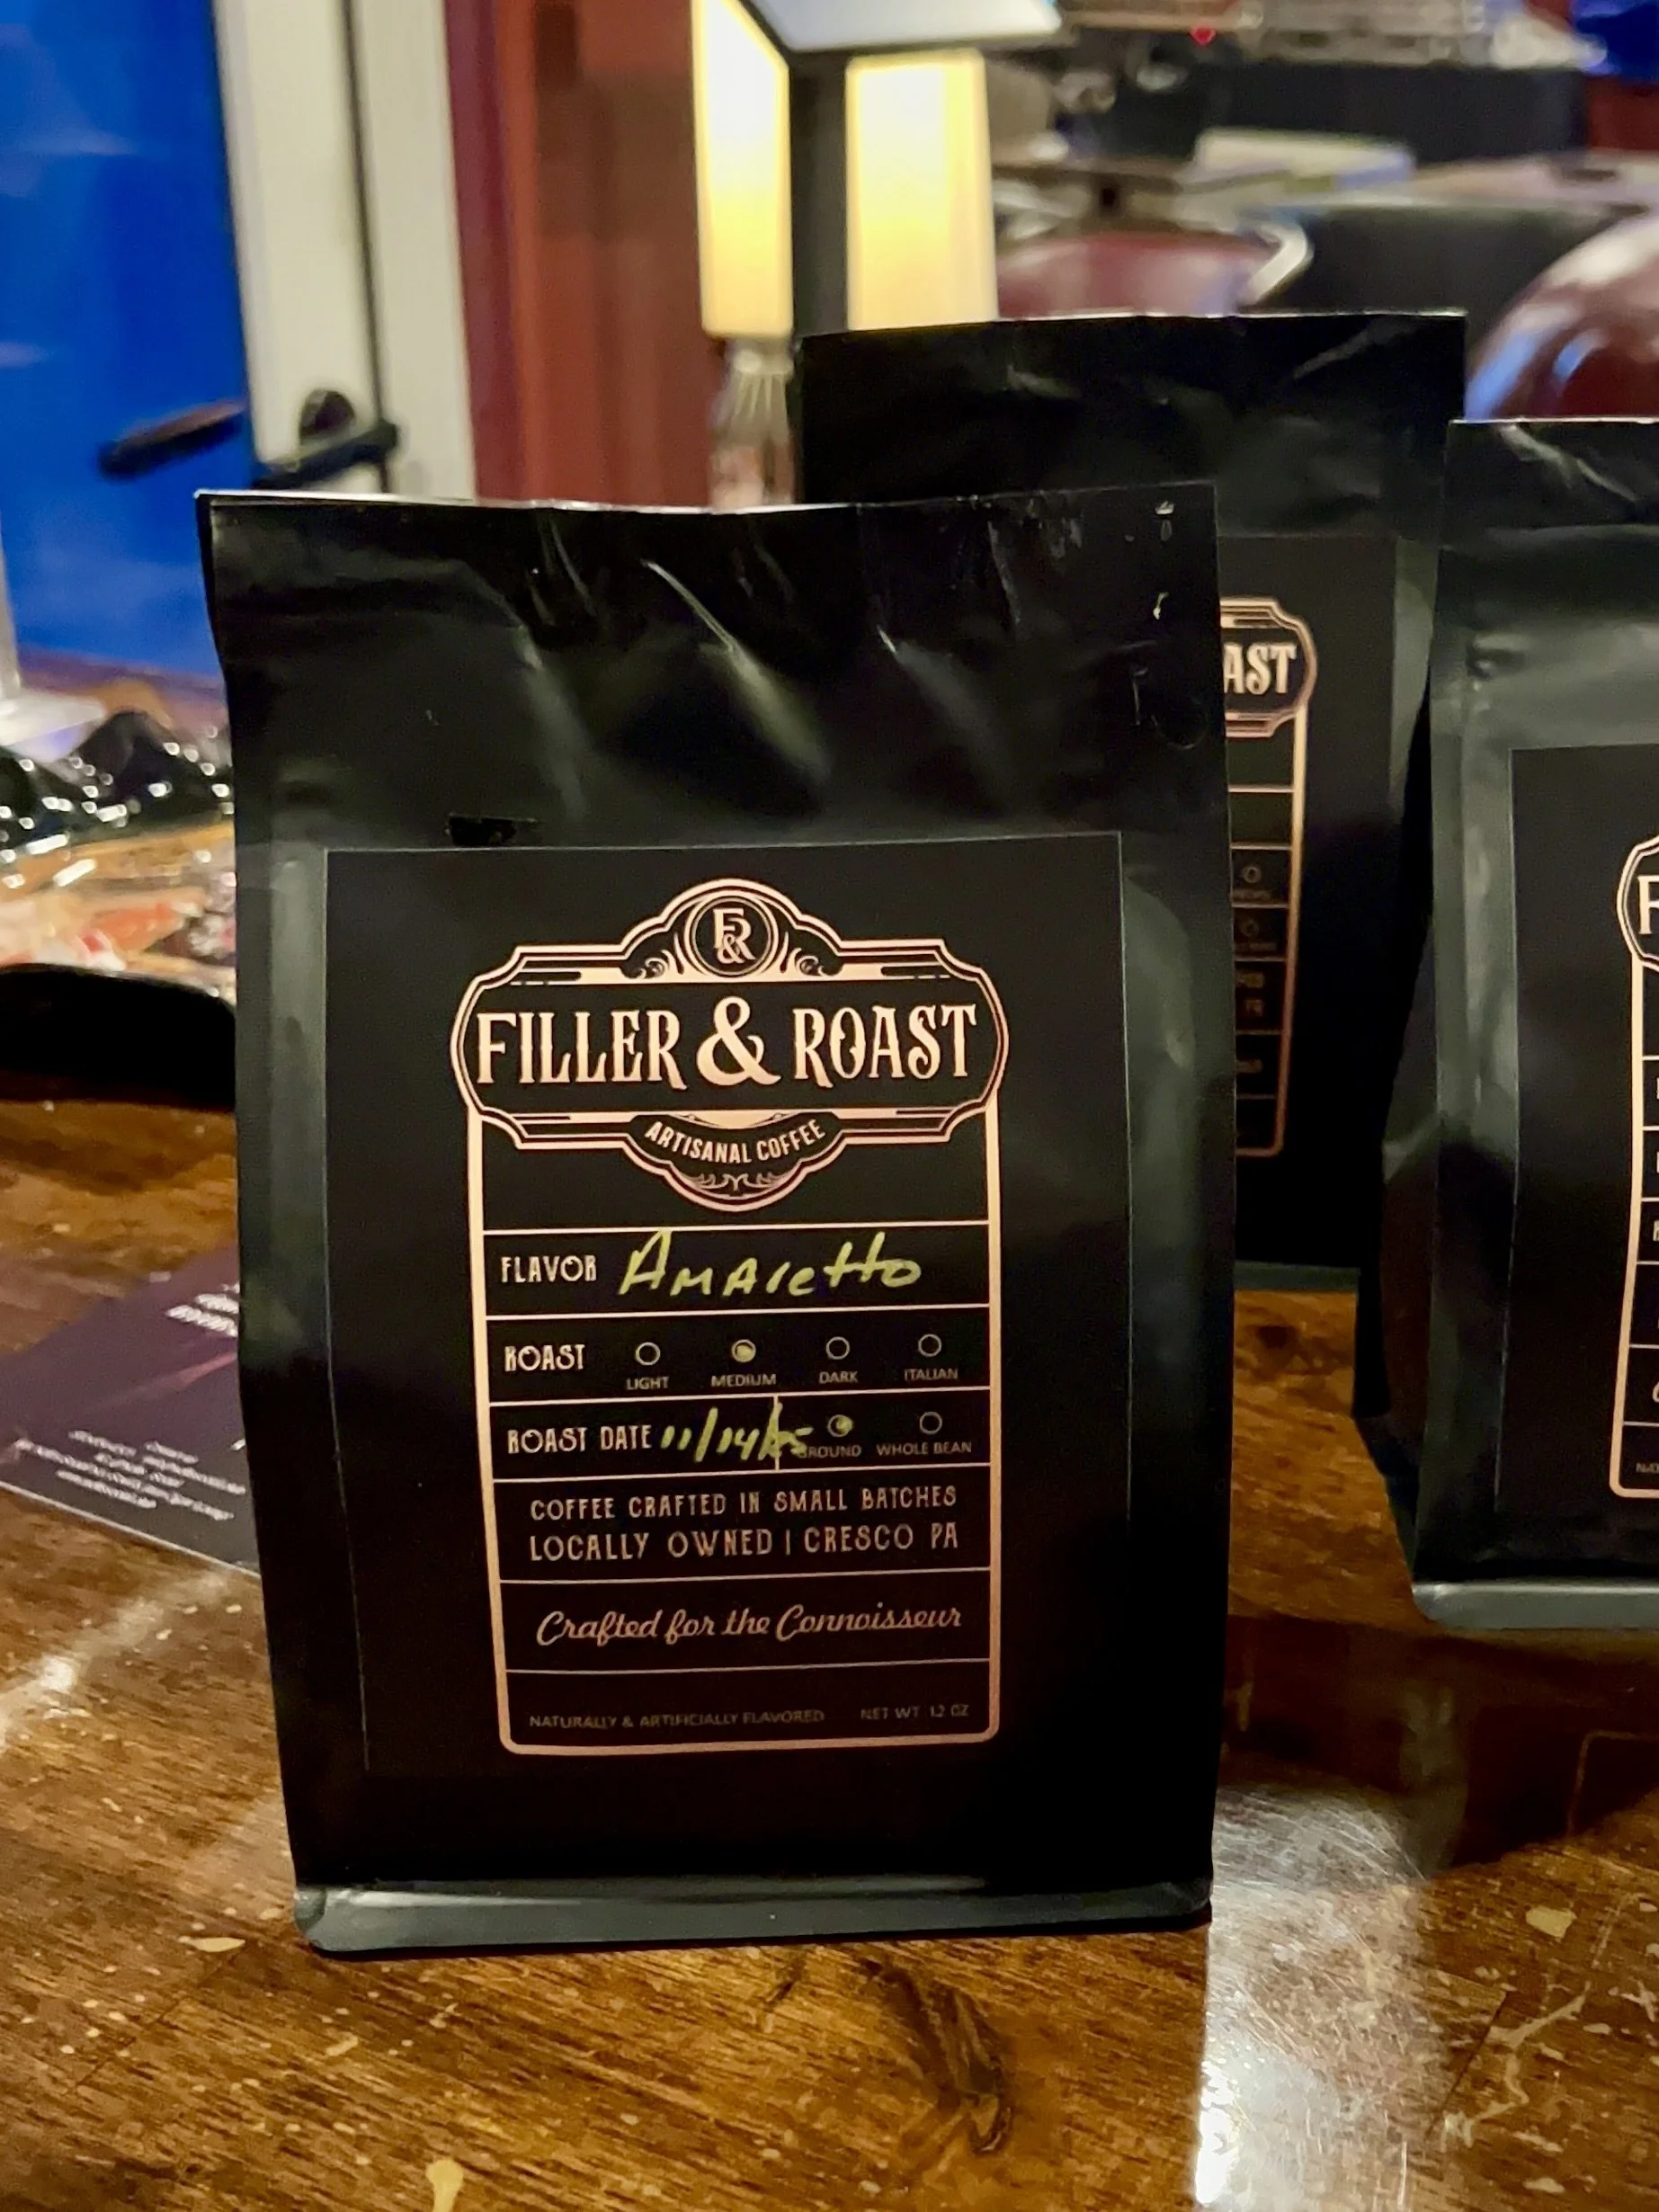 F&R
FILLER & ROAST
ARTISANAL COFFEE
FLAVOR Amaretto
ROAST LIGHT MEDIUM DARK ITALIAN
ROAST DATE 11/14/25 GROUND WHOLE BEAN
COFFEE CRAFTED IN SMALL BATCHES
LOCALLY OWNED | CRESCO PA
Crafted for the Connoisseur
NATURALLY & ARTIFICIALLY FLAVORED NET WT 12 OZ
AST